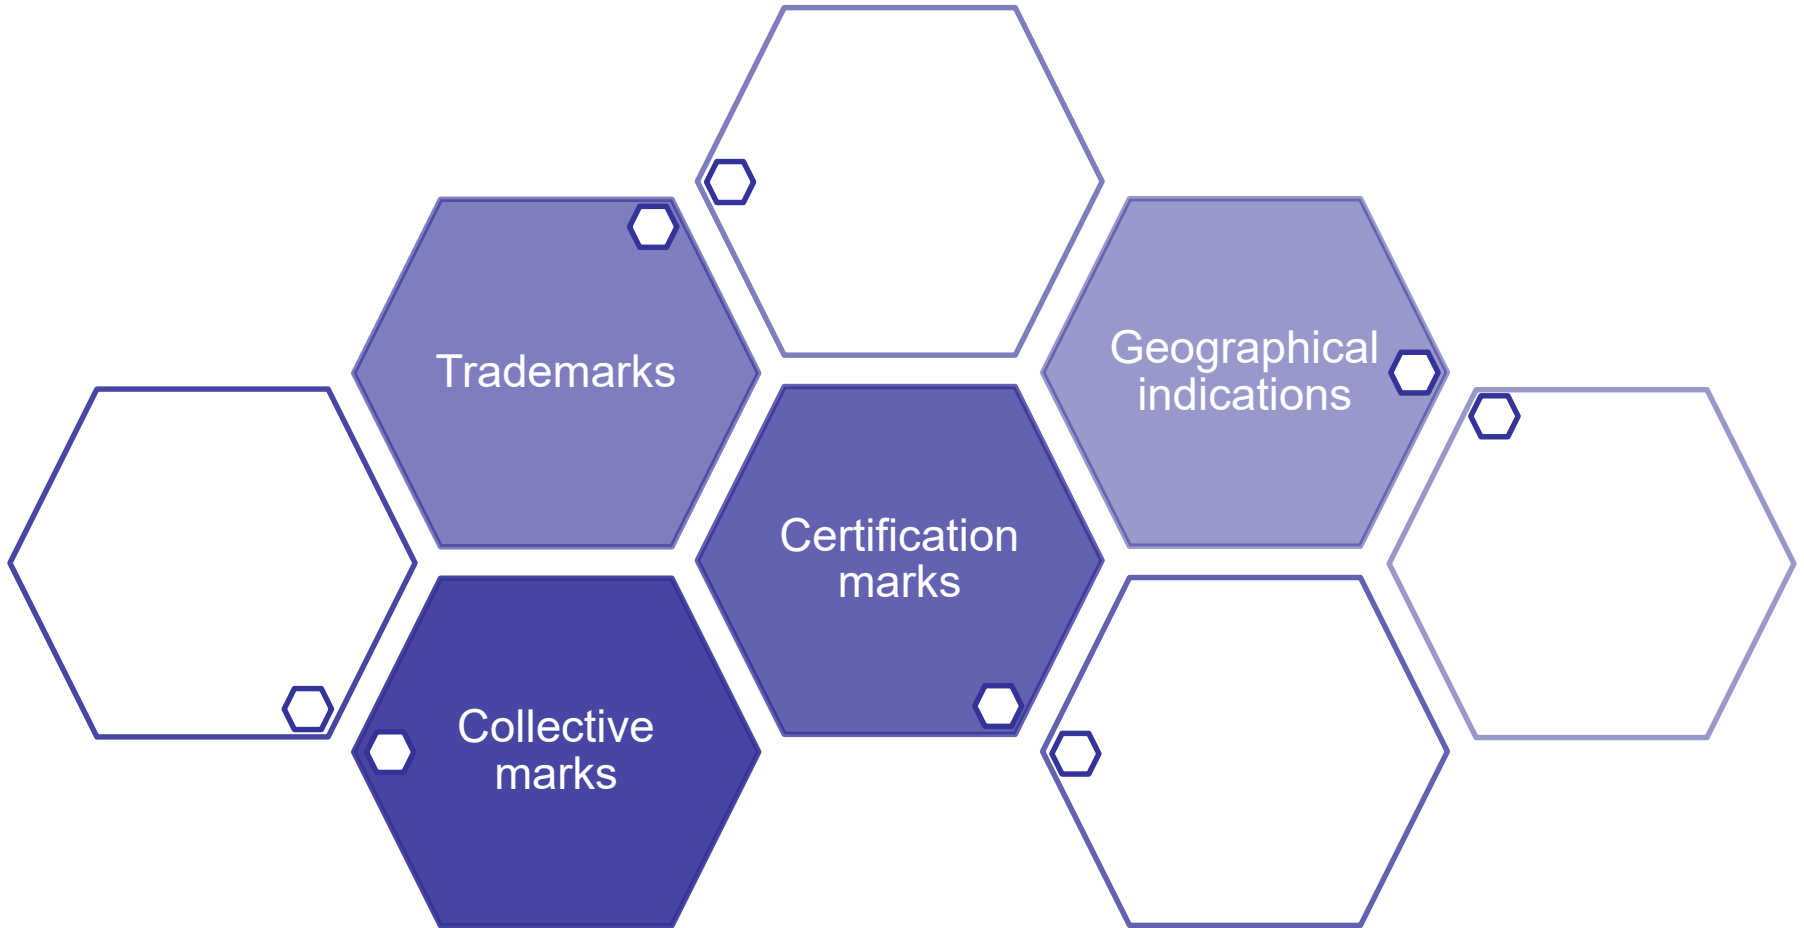 Trademarks
Geographical
indications
Certification
marks
Collective
marks